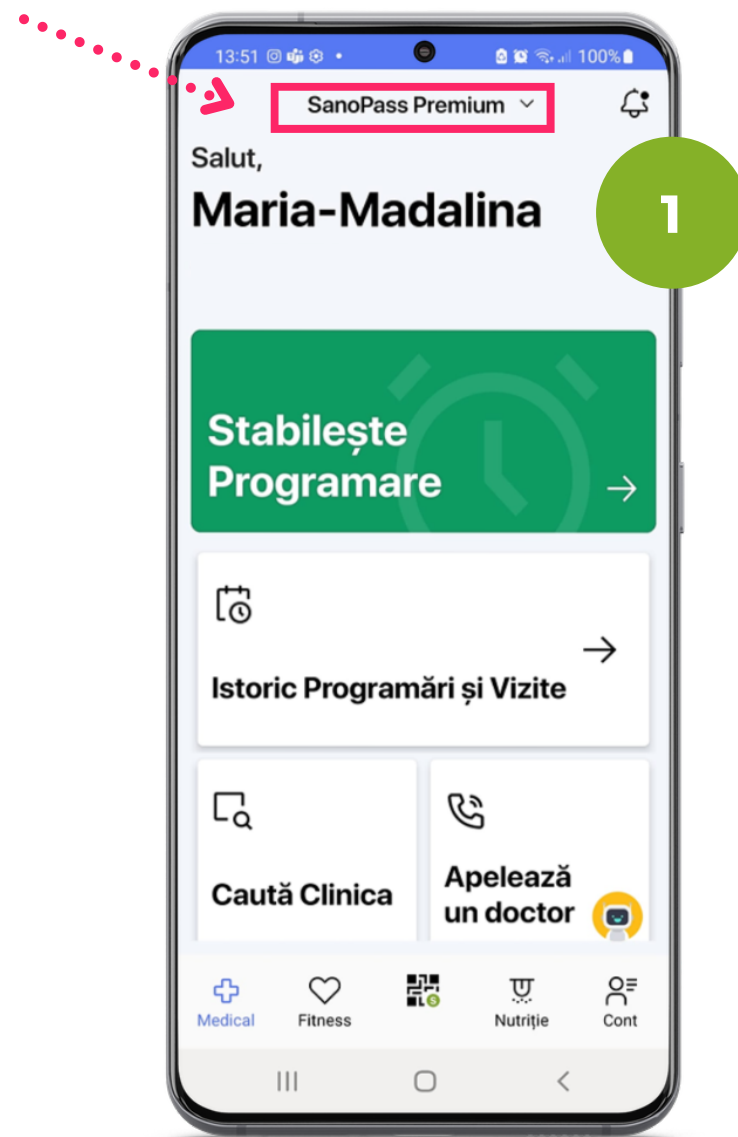 13:51
100%
SanoPass Premium
Salut,
Maria-Madalina
1
Stabilește
Programare
Istoric Programări și Vizite
Caută Clinica
Apelează
un doctor
Medical
Fitness
Nutriție
Cont